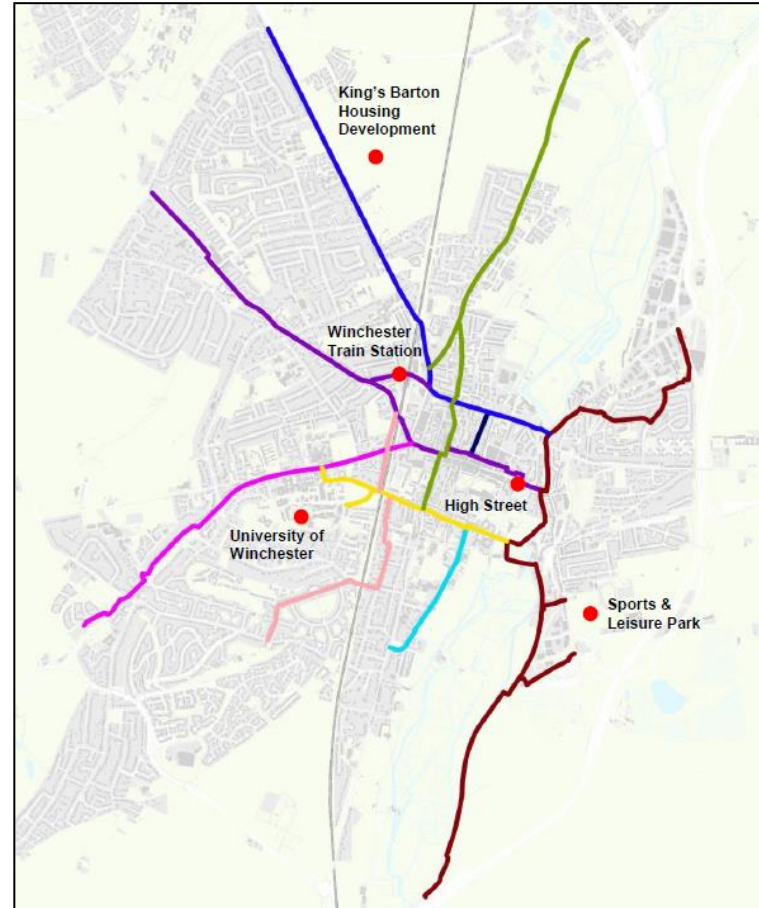 King's Barton
Housing
Development
Winchester
Train Station
High Street
University of
Winchester
Sports &
Leisure Park